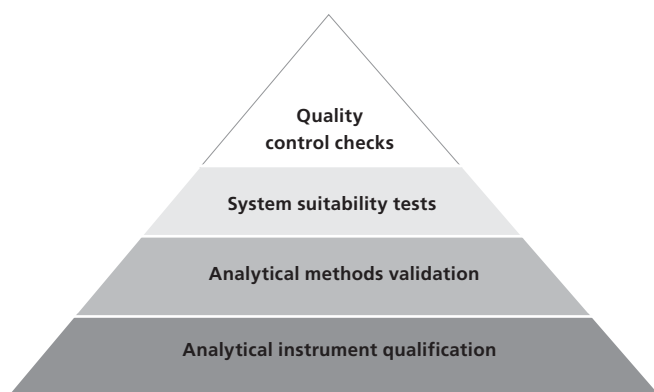 Quality
control checks
System suitability tests
Analytical methods validation
Analytical instrument qualification